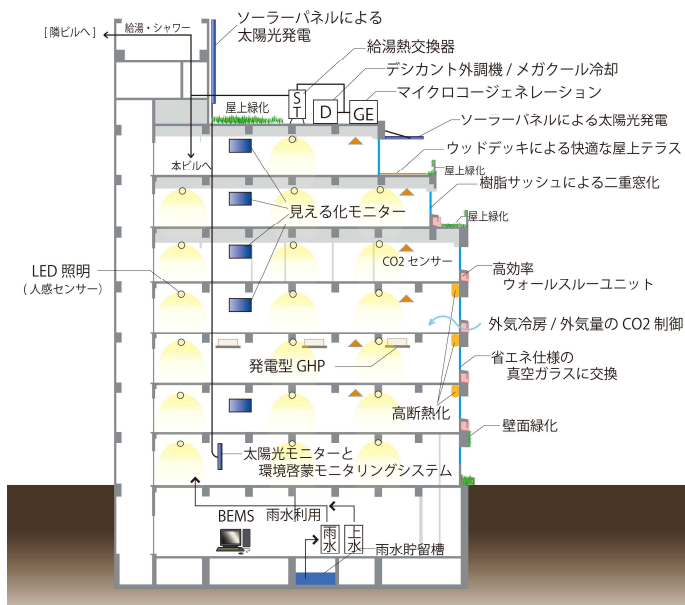 ソーラーパネルによる
太陽光発電
[ 隣ビルへ ]
給湯・シャワー
給湯熱交換器
デシカント外調機 / メガクール冷却
マイクロコージェネレーション
屋上緑化
ST
D
GE
ソーラーパネルによる太陽光発電
ウッドデッキによる快適な屋上テラス
本ビルへ
屋上緑化
樹脂サッシュによる二重窓化
見える化モニター
屋上緑化
CO2 センサー
LED 照明
( 人感センサー )
高効率
ウォールスルーユニット
外気冷房 / 外気量の CO2 制御
発電型 GHP
省エネ仕様の
真空ガラスに交換
高断熱化
壁面緑化
太陽光モニターと
環境啓蒙モニタリングシステム
BEMS
雨水利用
雨水
上水
雨水貯留槽